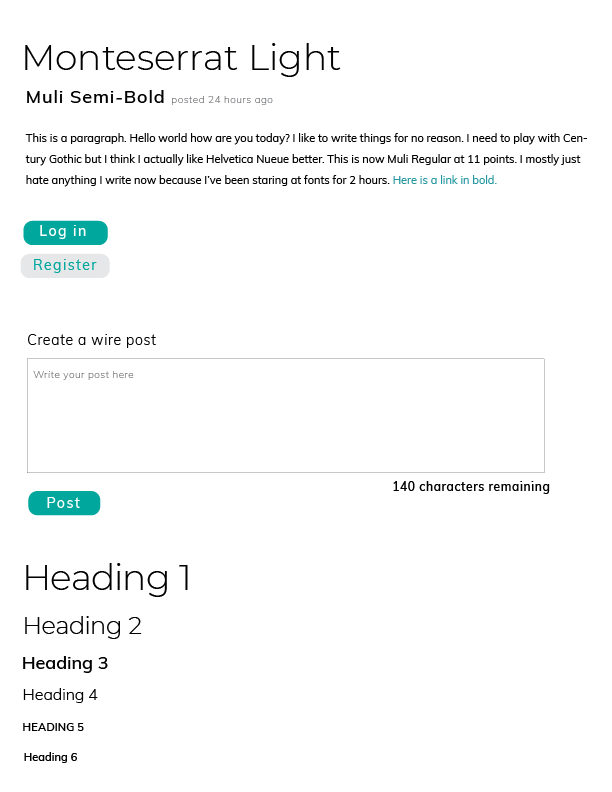 Monteserrat Light
Muli Semi-Bold posted 24 hours ago
This is a paragraph. Hello world how are you today? I like to write things for no reason. I need to play with Cen-
tury Gothic but I think I actually like Helvetica Nueue better. This is now Muli Regular at 11 points. I mostly just
hate anything I write now because I've been staring at fonts for 2 hours. Here is a link in bold.
Log in
Register
Create a wire post
Write your post here
140 characters remaining
Post
Heading 1
Heading 2
Heading 3
Heading 4
HEADING 5
Heading 6